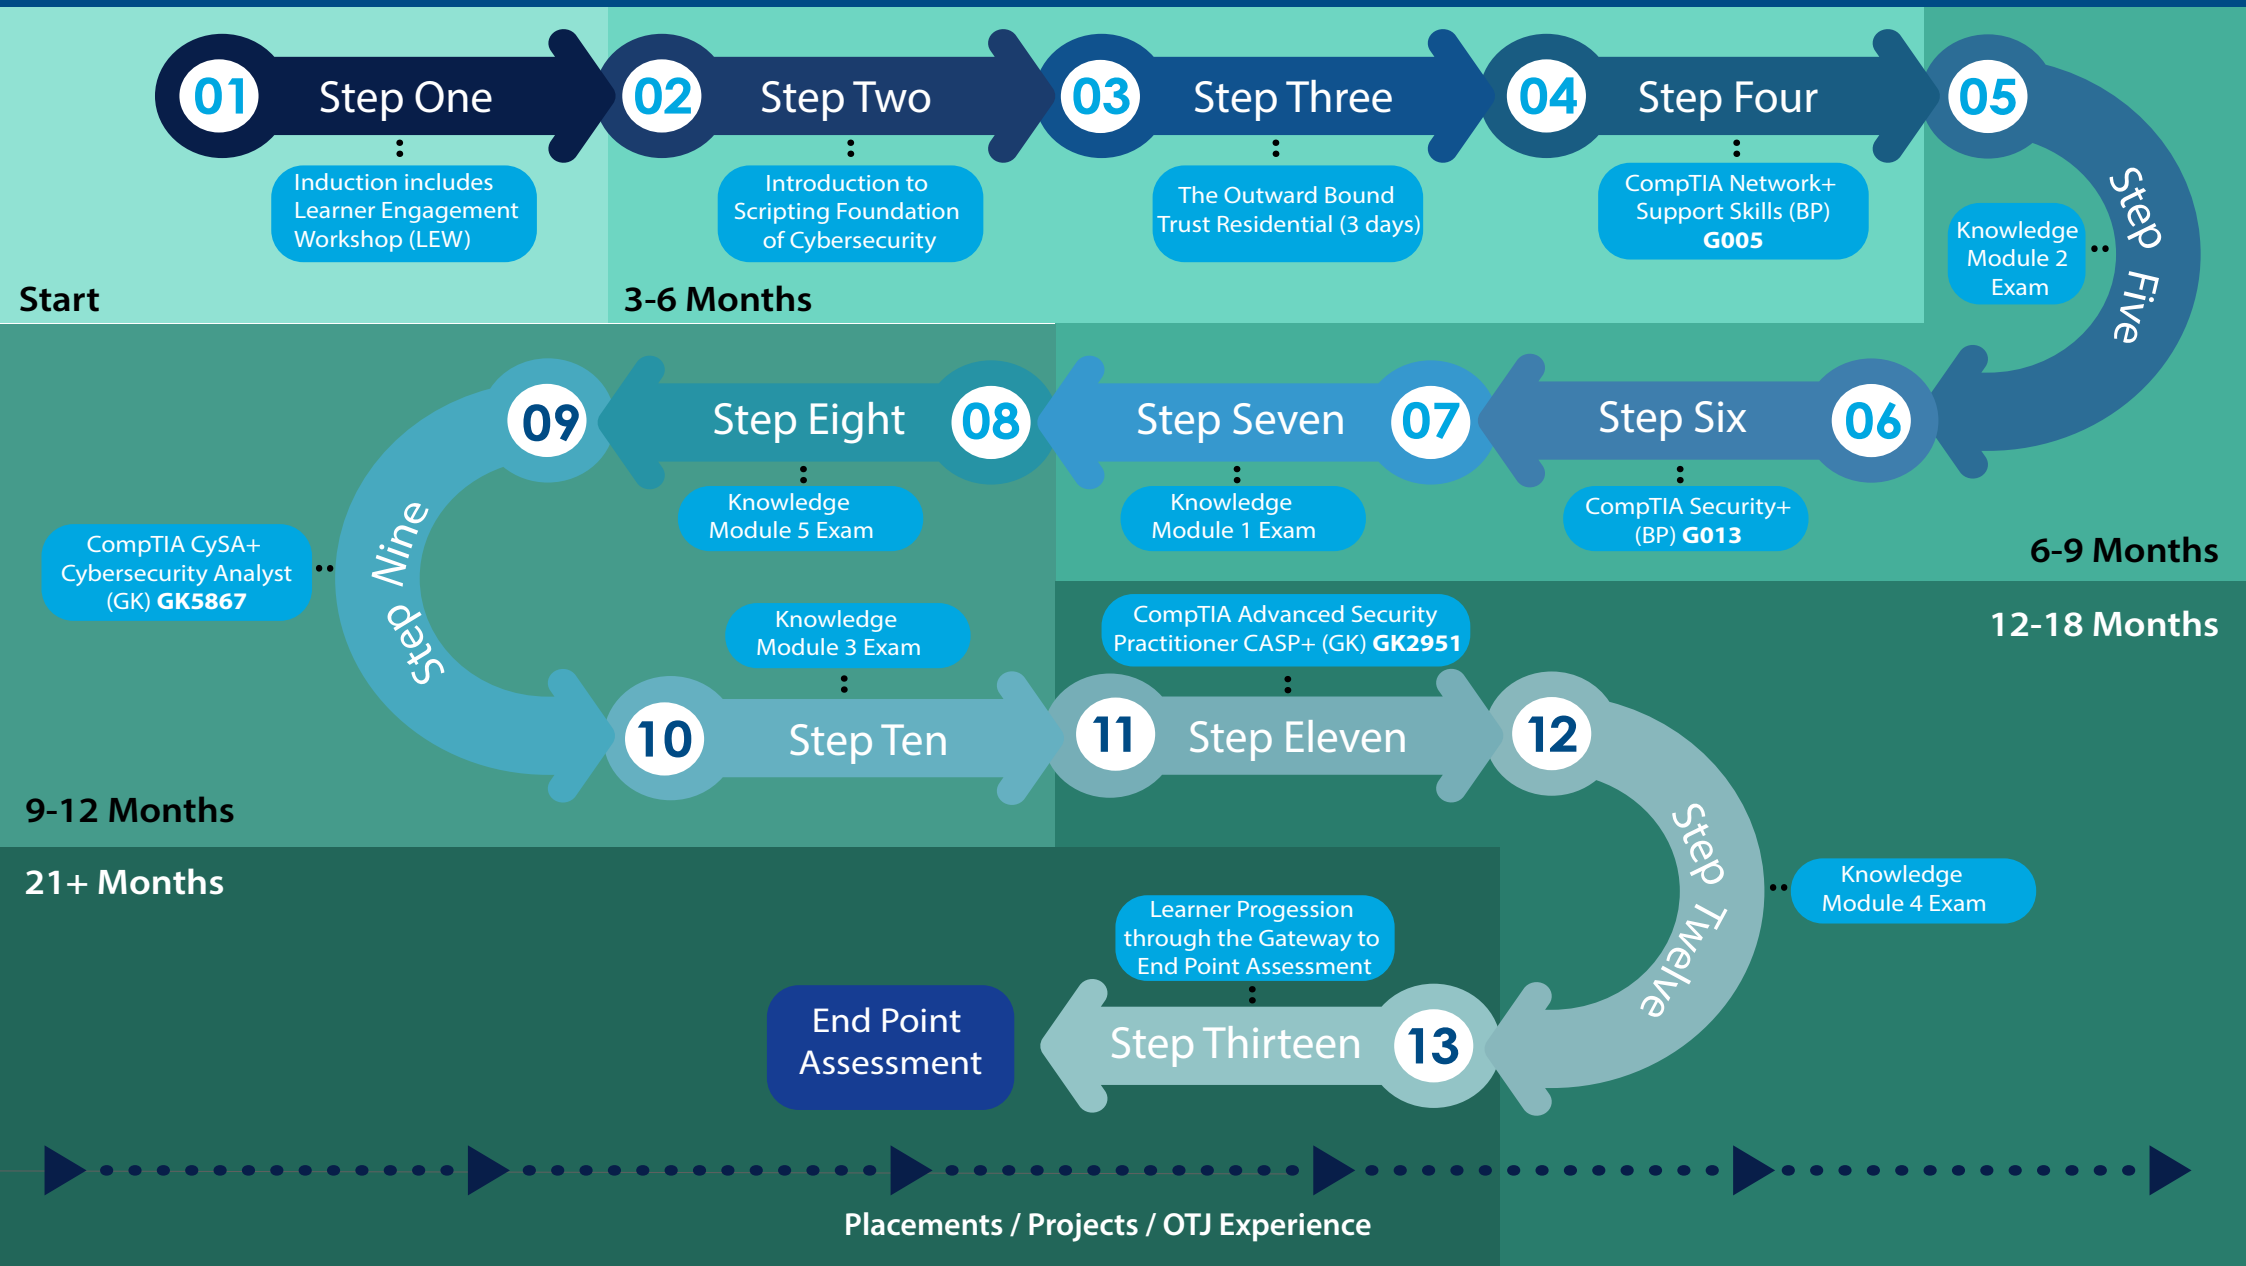 01
Step One
02
Step Two
03
Step Three
04
Step Four
05
Step Five
Induction includes
Learner Engagement
Workshop (LEW)
Introduction to
Scripting Foundation
of Cybersecurity
The Outward Bound
Trust Residential (3 days)
CompTIA Network+
Support Skills (BP)
G005
Knowledge
Module 2
Exam
Start
3-6 Months
06
Step Six
07
Step Seven
08
Step Eight
09
Step Nine
CompTIA Security+
(BP) G013
Knowledge
Module 1 Exam
Knowledge
Module 5 Exam
CompTIA CySA+
Cybersecurity Analyst
(GK) GK5867
6-9 Months
12-18 Months
Knowledge
Module 3 Exam
CompTIA Advanced Security
Practitioner CASP+ (GK) GK2951
10
Step Ten
11
Step Eleven
12
Step Twelve
9-12 Months
21+ Months
Knowledge
Module 4 Exam
Learner Progession
through the Gateway to
End Point Assessment
13
Step Thirteen
End Point
Assessment
Placements / Projects / OTJ Experience